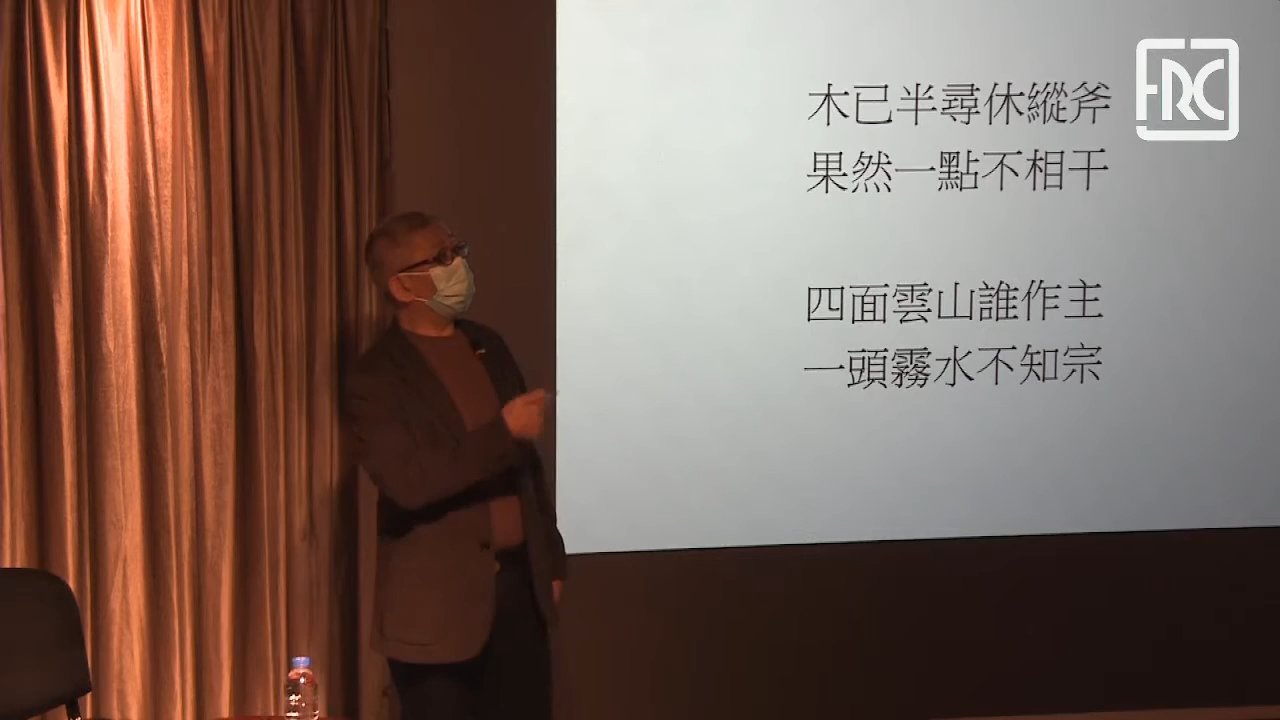 木已半尋休縱斧
果然一點不相干
四面雲山誰作主
一頭霧水不知宗
FRC